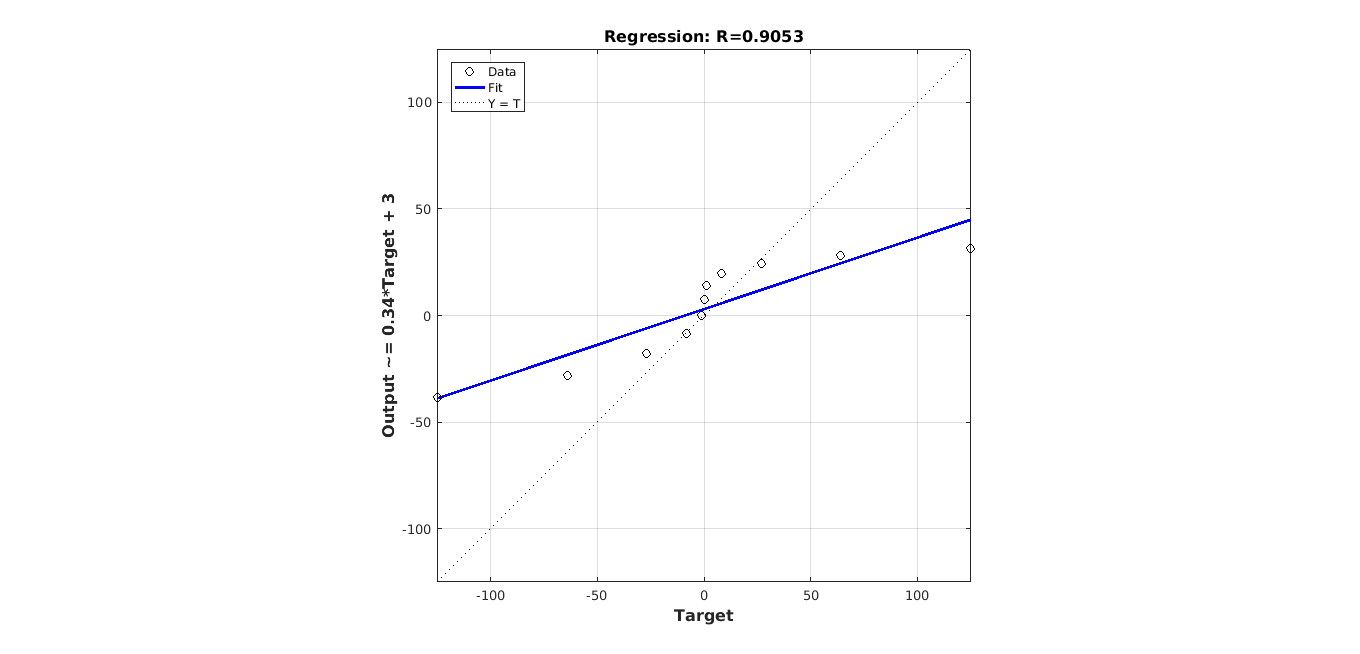 Regression: R=0.9053
Data
Fit
Y = T
100
50
0
-50
-100
Output ~= 0.34*Target + 3
-100 -50 0 50 100
Target